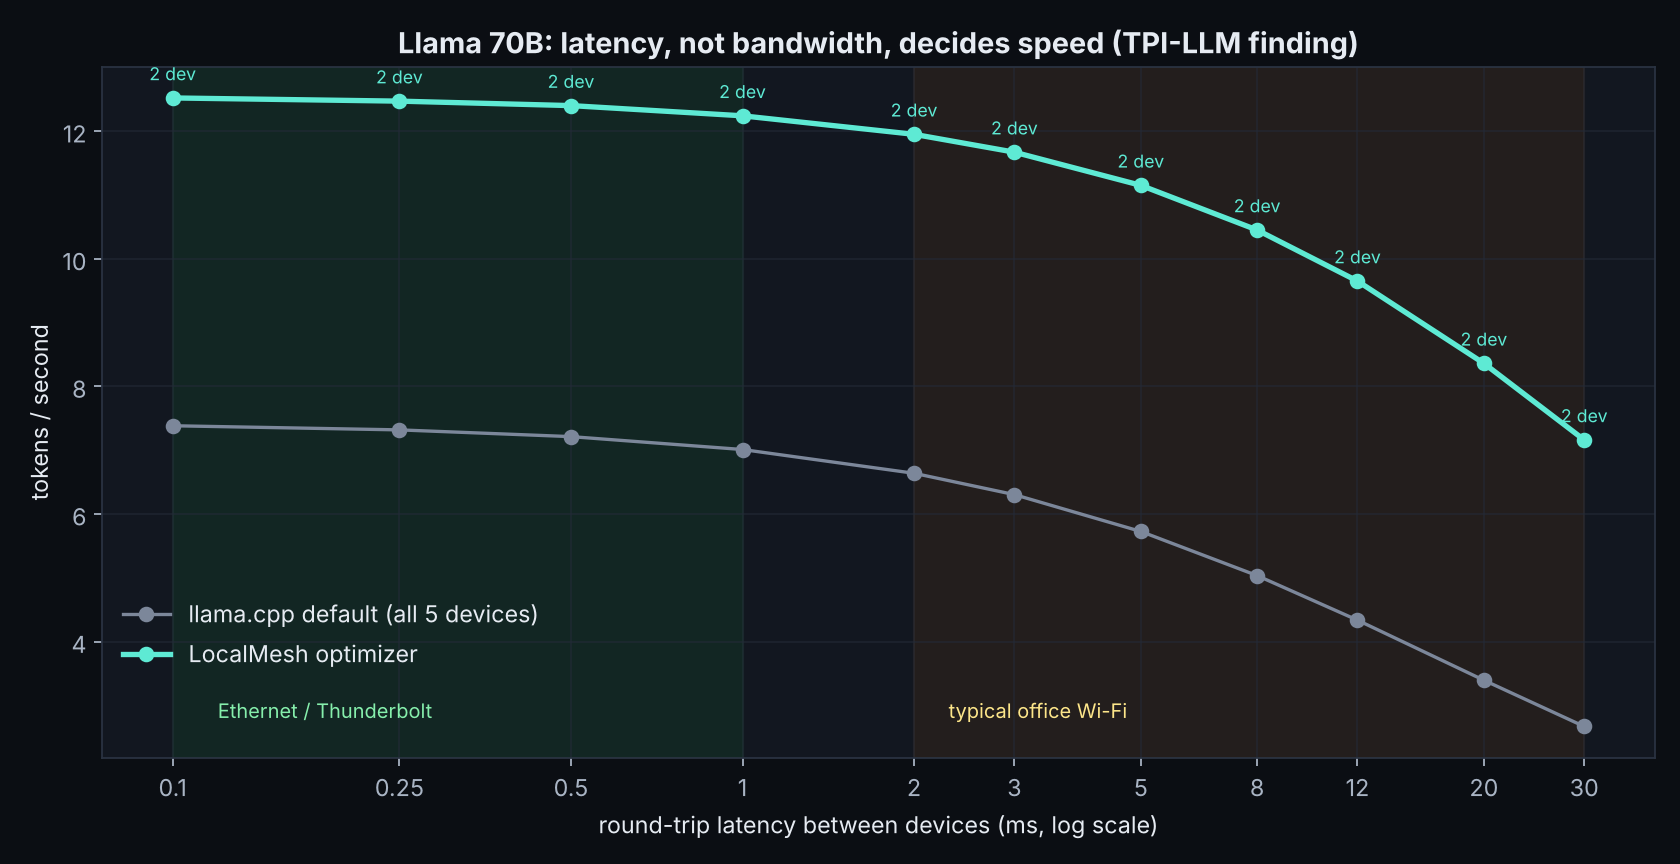 Llama 70B: latency, not bandwidth, decides speed (TPI-LLM finding)
2 dev
2 dev
2 dev
2 dev
2 dev
2 dev
2 dev
2 dev
2 dev
2 dev
2 dev
12
10
8
6
4
tokens / second
llama.cpp default (all 5 devices)
LocalMesh optimizer
Ethernet / Thunderbolt
typical office Wi-Fi
0.1
0.25
0.5
1
2
3
5
8
12
20
30
round-trip latency between devices (ms, log scale)